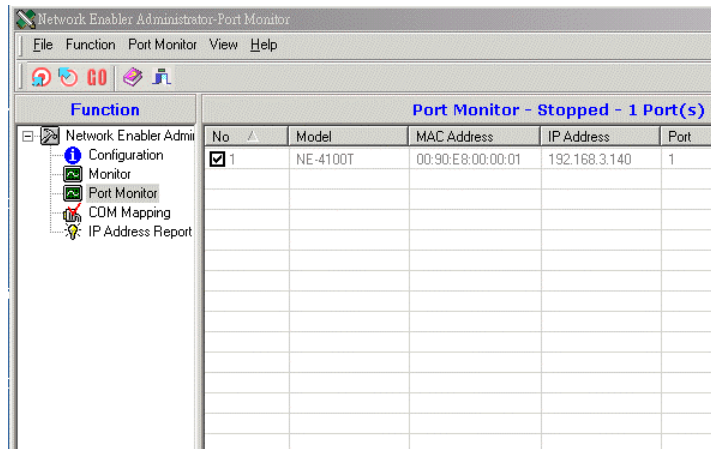 Network Enabler Administrator-Port Monitor
File Function Port Monitor View Help
GO
Function
Port Monitor - Stopped - 1 Port(s)
Network Enabler Admi
Configuration
Monitor
Port Monitor
COM Mapping
IP Address Report
No Model MAC Address IP Address Port
1 NE-4100T 00:90:E8:00:00:01 192.168.3.140 1